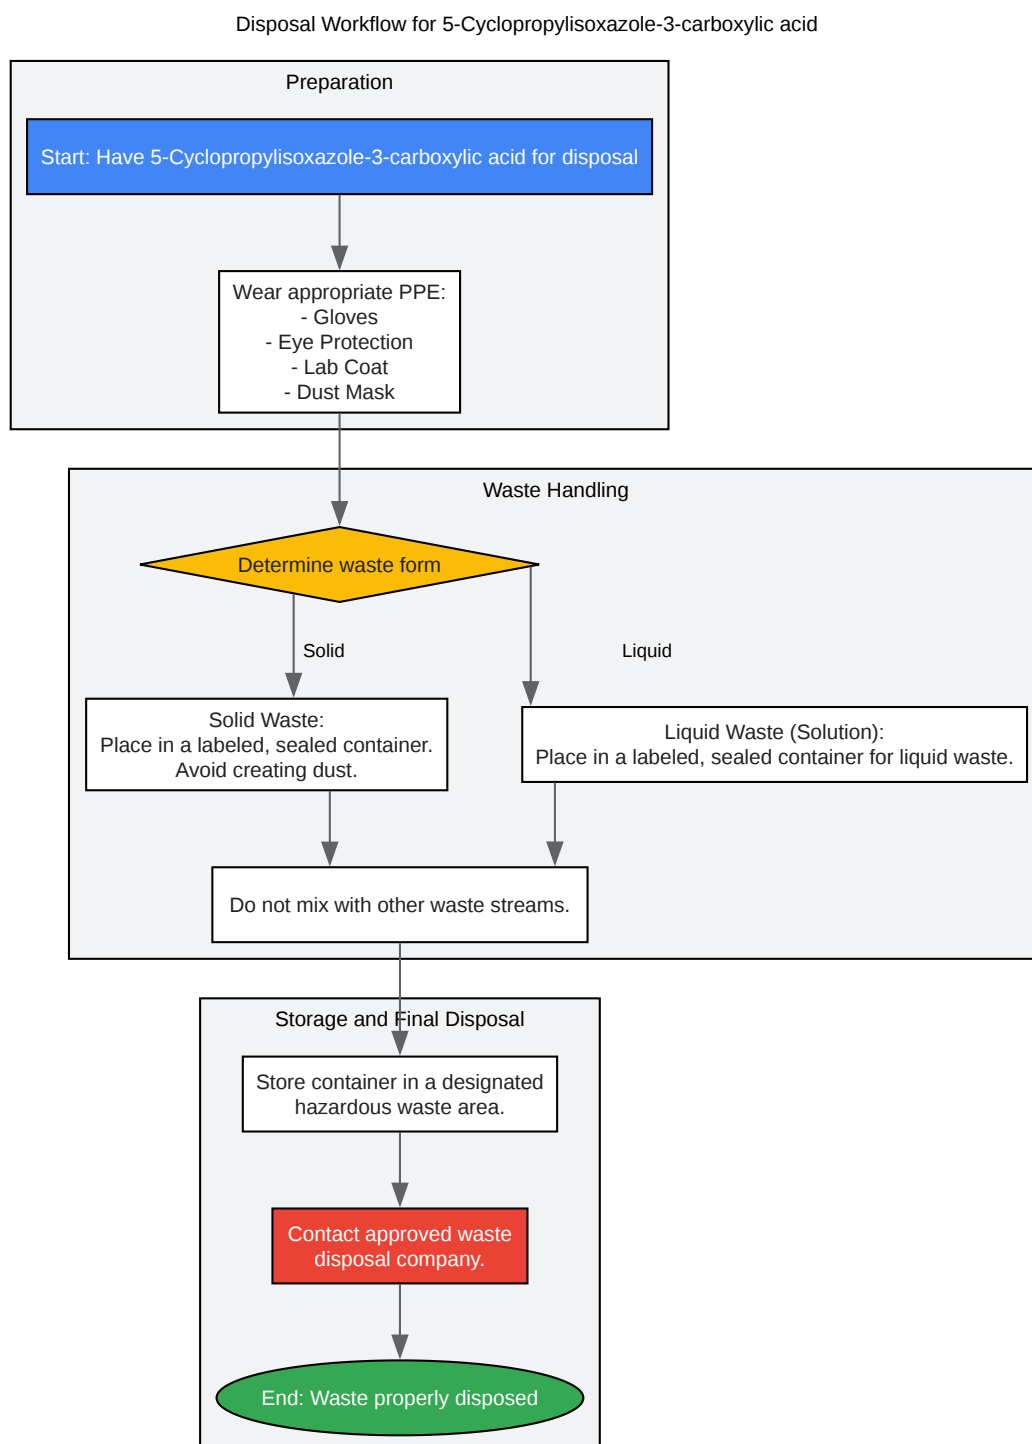 Disposal Workflow for 5-Cyclopropylisoxazole-3-carboxylic acid
Preparation
Start: Have 5-Cyclopropylisoxazole-3-carboxylic acid for disposal
Wear appropriate PPE:
- Gloves
- Eye Protection
- Lab Coat
- Dust Mask
Waste Handling
Determine waste form
Solid
Liquid
Solid Waste:
Place in a labeled, sealed container.
Avoid creating dust.
Liquid Waste (Solution):
Place in a labeled, sealed container for liquid waste.
Do not mix with other waste streams.
Storage and Final Disposal
Store container in a designated
hazardous waste area.
Contact approved waste
disposal company.
End: Waste properly disposed